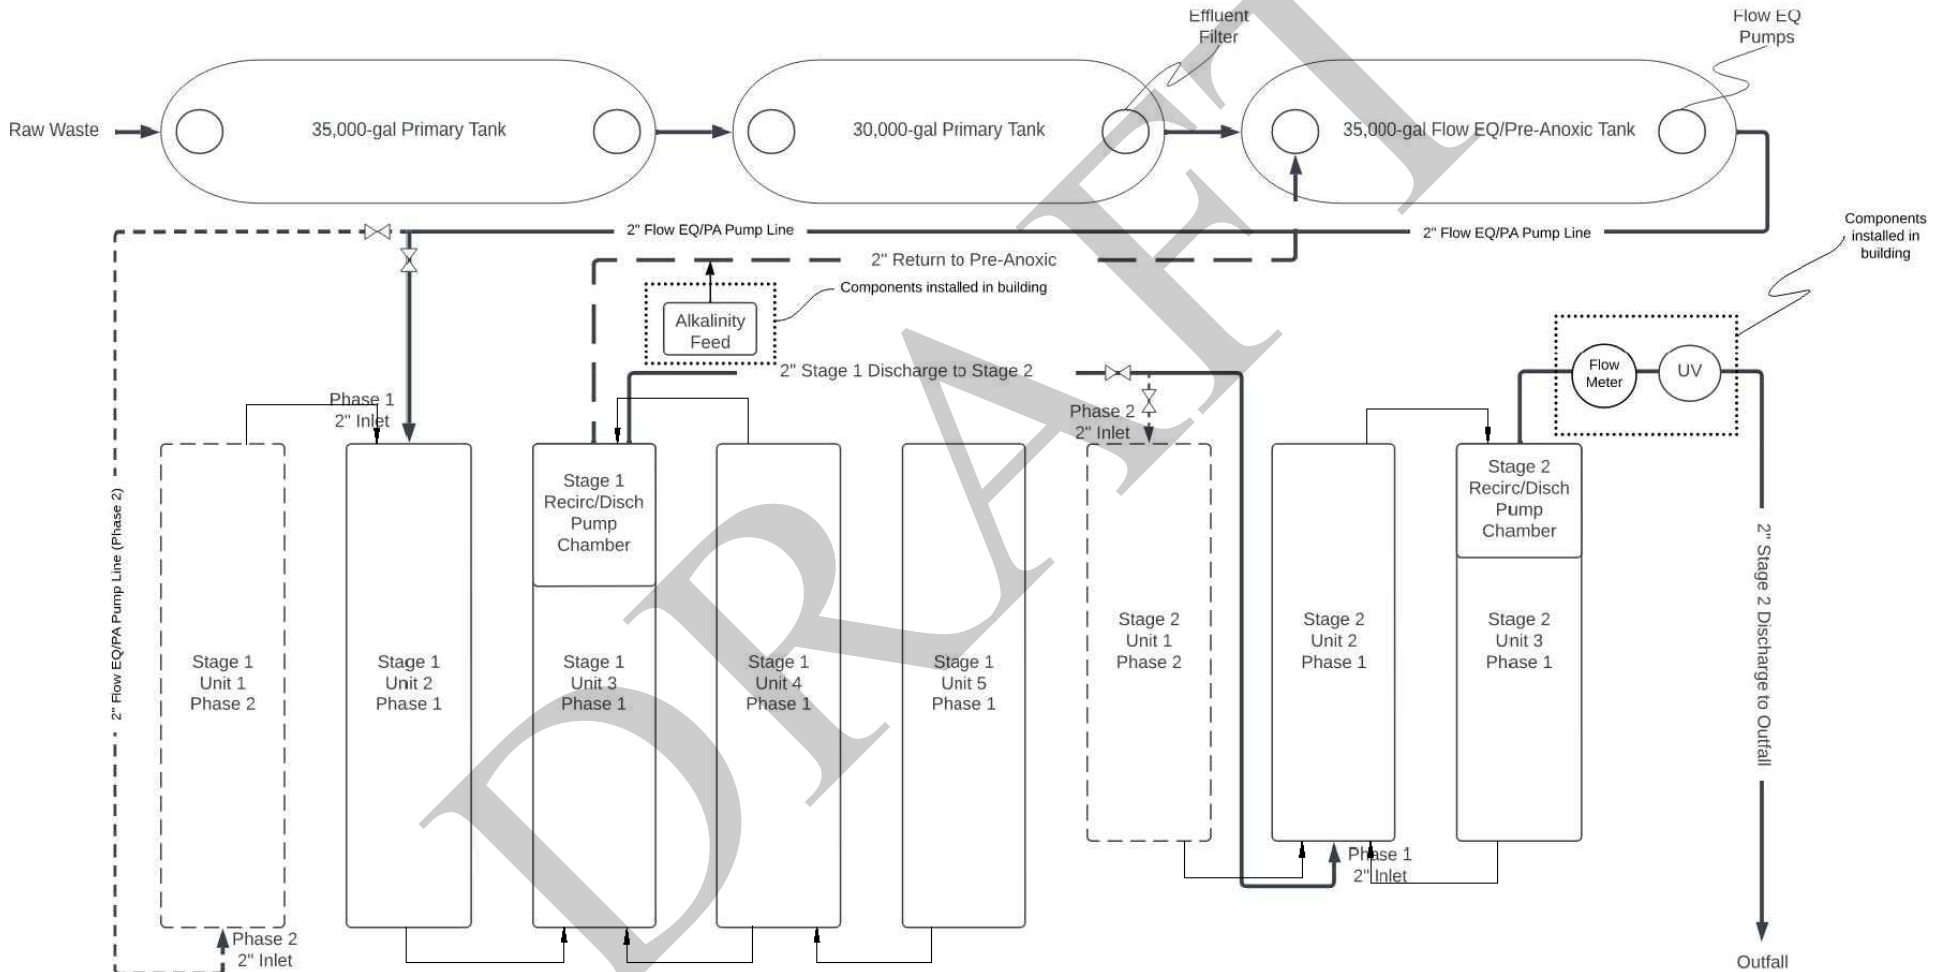 Effluent
Filter
Flow EQ
Pumps
Raw Waste
35,000-gal Primary Tank
30,000-gal Primary Tank
35,000-gal Flow EQ/Pre-Anoxic Tank
2" Flow EQ/PA Pump Line
2" Flow EQ/PA Pump Line
Components
installed in
building
2" Return to Pre-Anoxic
Components installed in building
Alkalinity
Feed
2" Stage 1 Discharge to Stage 2
Flow
Meter
UV
Phase 1
2" Inlet
Phase 2
2" Inlet
Stage 1
Recirc/Disch
Pump
Chamber
Stage 2
Recirc/Disch
Pump
Chamber
2" Flow EQ/PA Pump Line (Phase 2)
Stage 1
Unit 1
Phase 2
Stage 1
Unit 2
Phase 1
Stage 1
Unit 3
Phase 1
Stage 1
Unit 4
Phase 1
Stage 1
Unit 5
Phase 1
Stage 2
Unit 1
Phase 2
Stage 2
Unit 2
Phase 1
Stage 2
Unit 3
Phase 1
2" Stage 2 Discharge to Outfall
Phase 1
2" Inlet
Phase 2
2" Inlet
Outfall
DRAFT